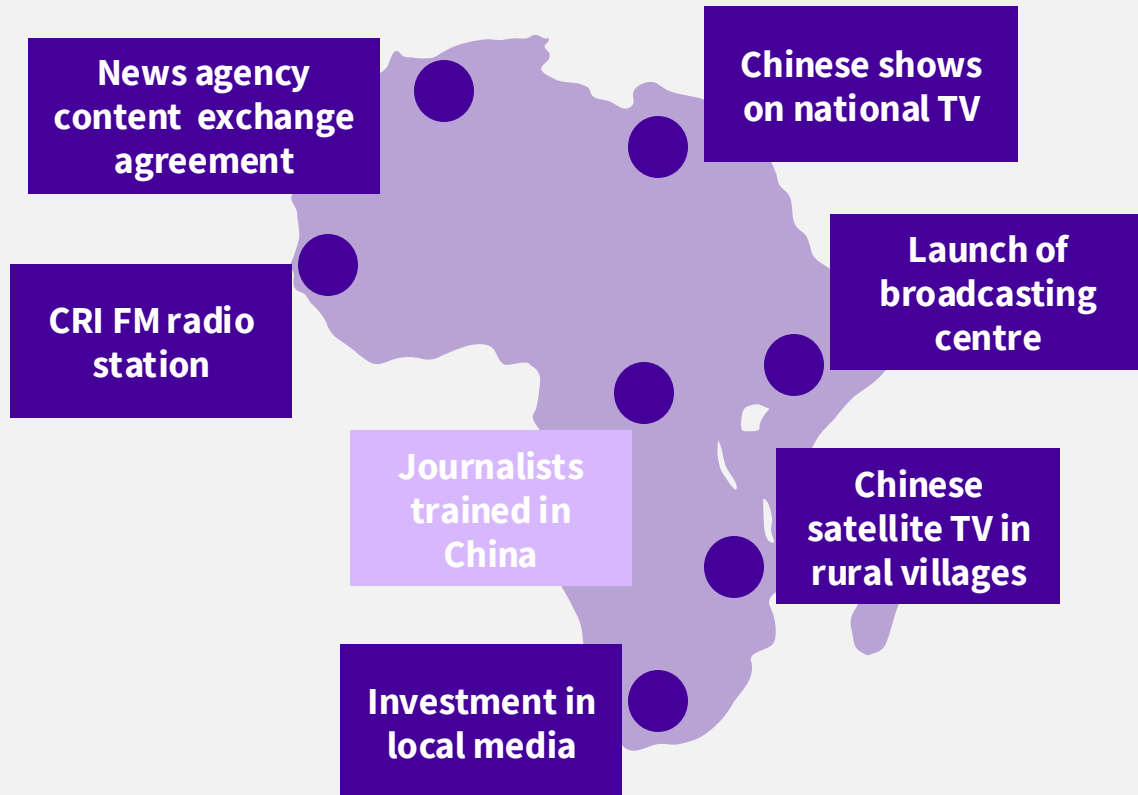 News agency
content exchange
agreement
Chinese shows
on national TV
CRI FM radio
station
Launch of
broadcasting
centre
Journalists
trained in
China
Chinese
satellite TV in
rural villages
Investment in
local media